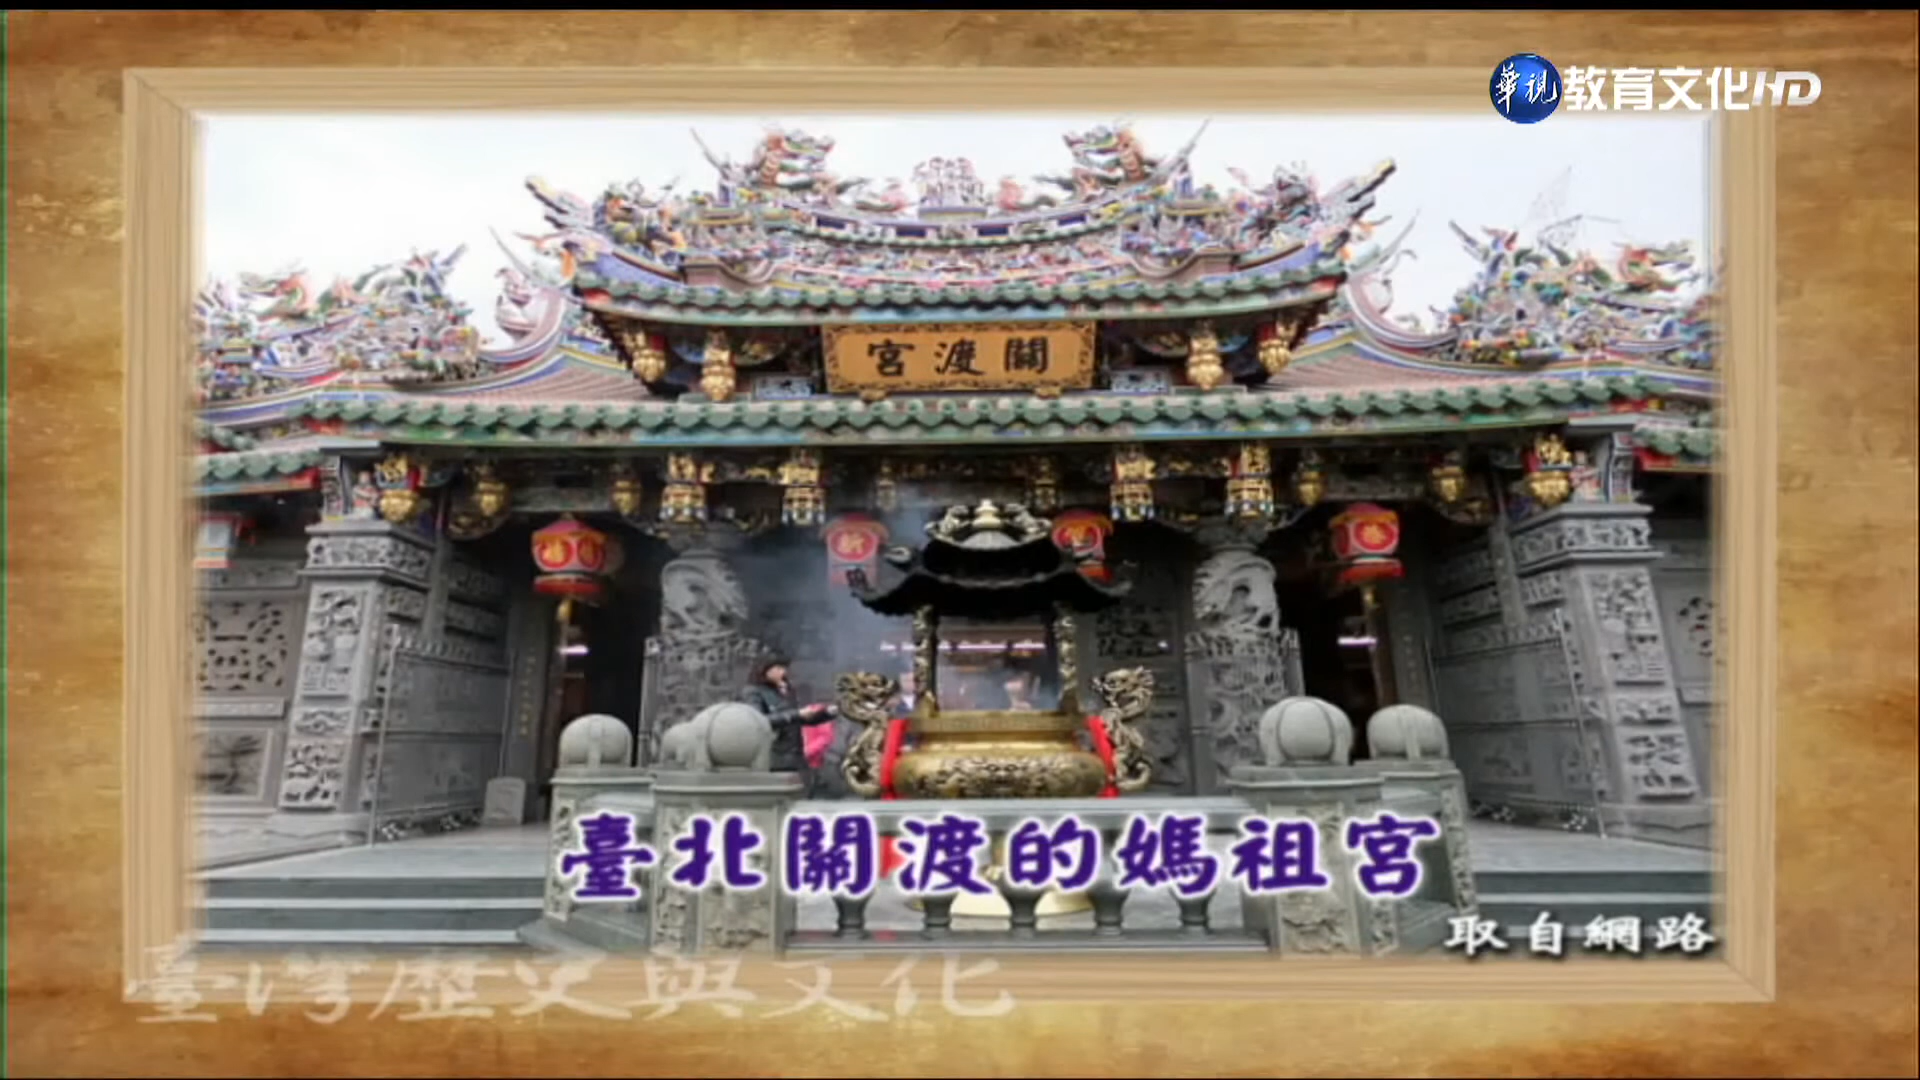 華視 教育文化HD
宮渡關
臺北關渡的媽祖宮
取自網路
臺灣歷史與文化